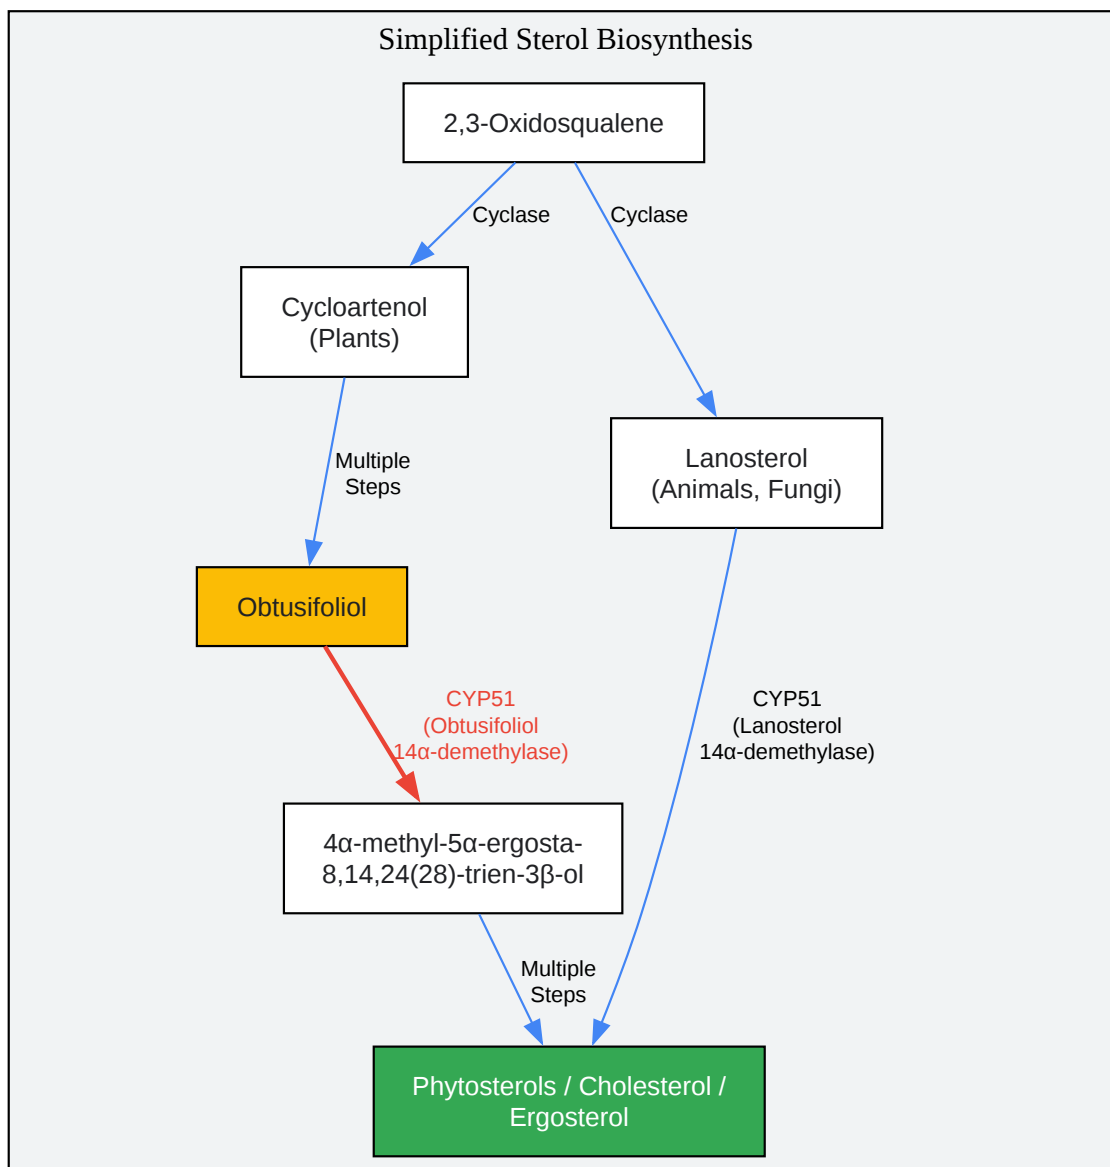 Simplified Sterol Biosynthesis
2,3-Oxidosqualene
Cyclase
Cyclase
Cycloartenol
(Plants)
Lanosterol
(Animals, Fungi)
Multiple
Steps
Obtusifoliol
CYP51
(Obtusifoliol
14α-demethylase)
CYP51
(Lanosterol
14α-demethylase)
4α-methyl-5α-ergosta-
8,14,24(28)-trien-3β-ol
Multiple
Steps
Phytosterols / Cholesterol /
Ergosterol